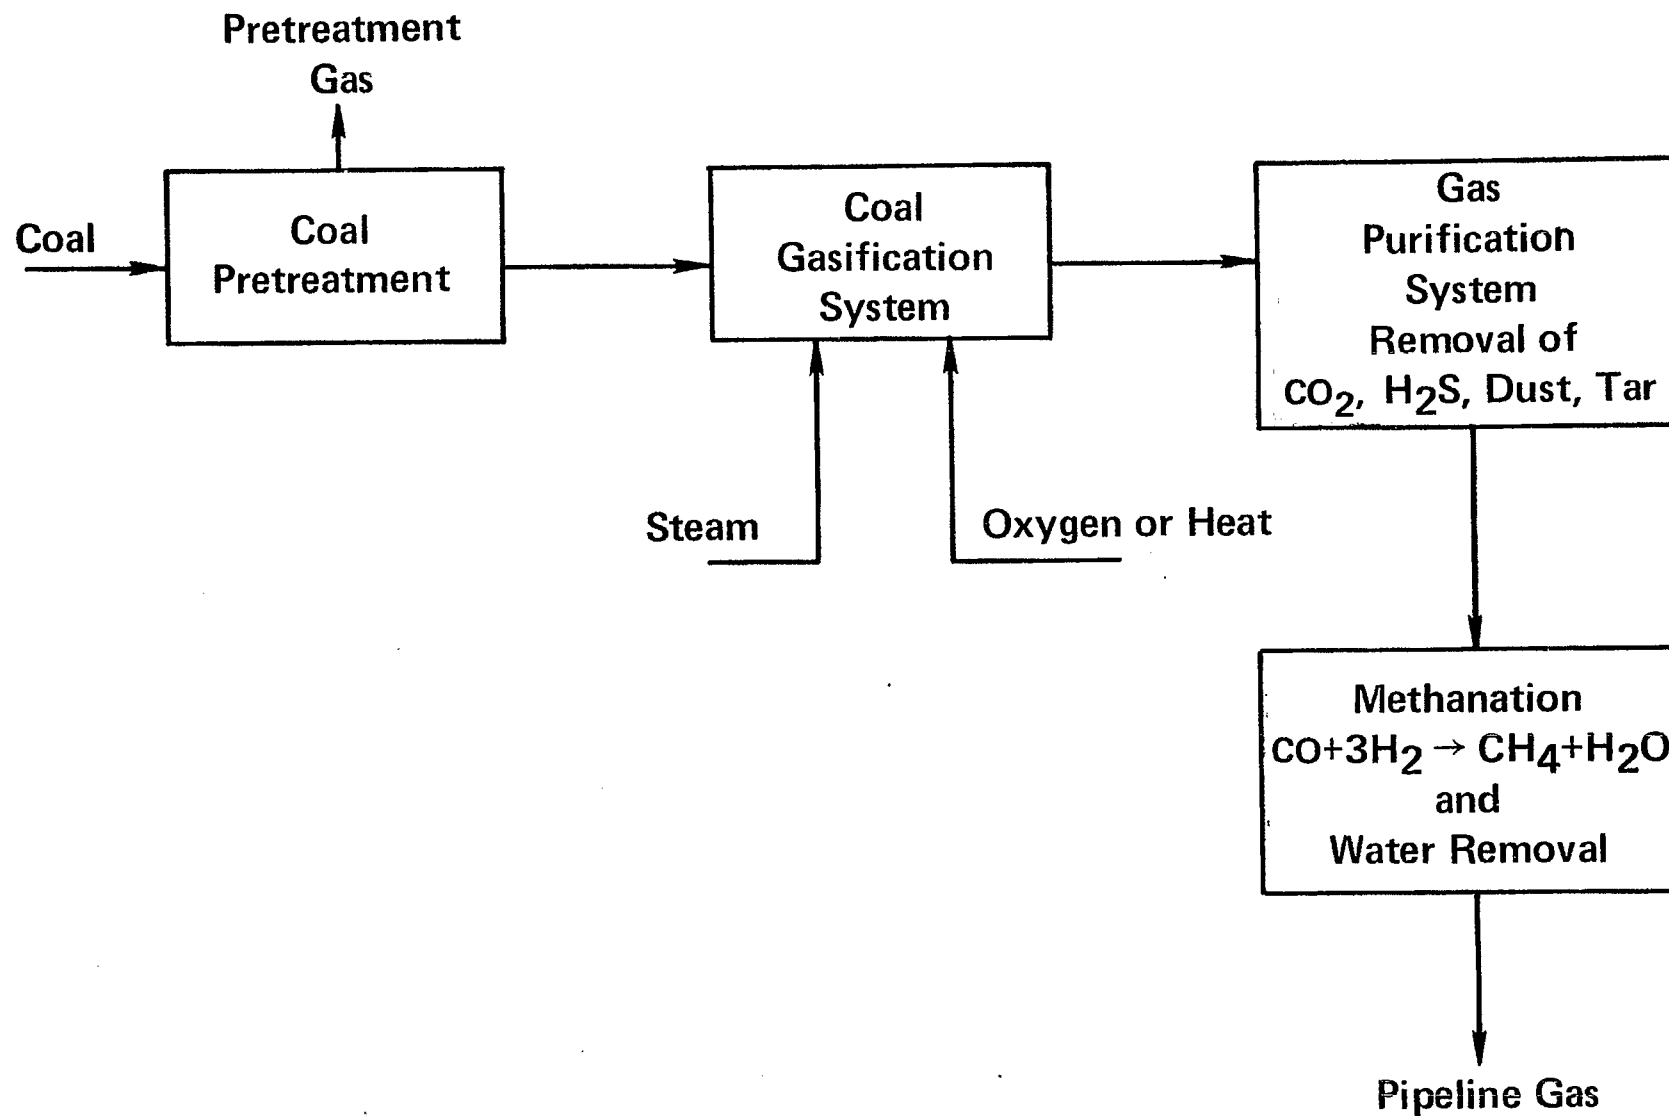 Pretreatment
Gas
Coal
Coal
Pretreatment
Coal
Gasification
System
Gas
Purification
System
Removal of
CO₂, H₂S, Dust, Tar
Steam
Oxygen or Heat
Methanation
CO+3H₂ → CH₄+H₂O
and
Water Removal
Pipeline Gas